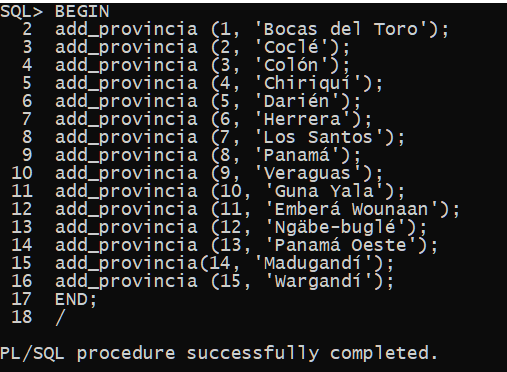 SQL> BEGIN
2 add_provincia (1, 'Bocas del Toro');
3 add_provincia (2, 'Coclé');
4 add_provincia (3, 'Colón');
5 add_provincia (4, 'Chiriquí');
6 add_provincia (5, 'Darién');
7 add_provincia (6, 'Herrera');
8 add_provincia (7, 'Los Santos');
9 add_provincia (8, 'Panamá');
10 add_provincia (9, 'Veraguas');
11 add_provincia (10, 'Guna Yala');
12 add_provincia (11, 'Emberá Wounaan');
13 add_provincia (12, 'Ngäbe-buglé');
14 add_provincia (13, 'Panamá Oeste');
15 add_provincia(14, 'Madugandí');
16 add_provincia (15, 'Wargandí');
17 END;
18 /
PL/SQL procedure successfully completed.